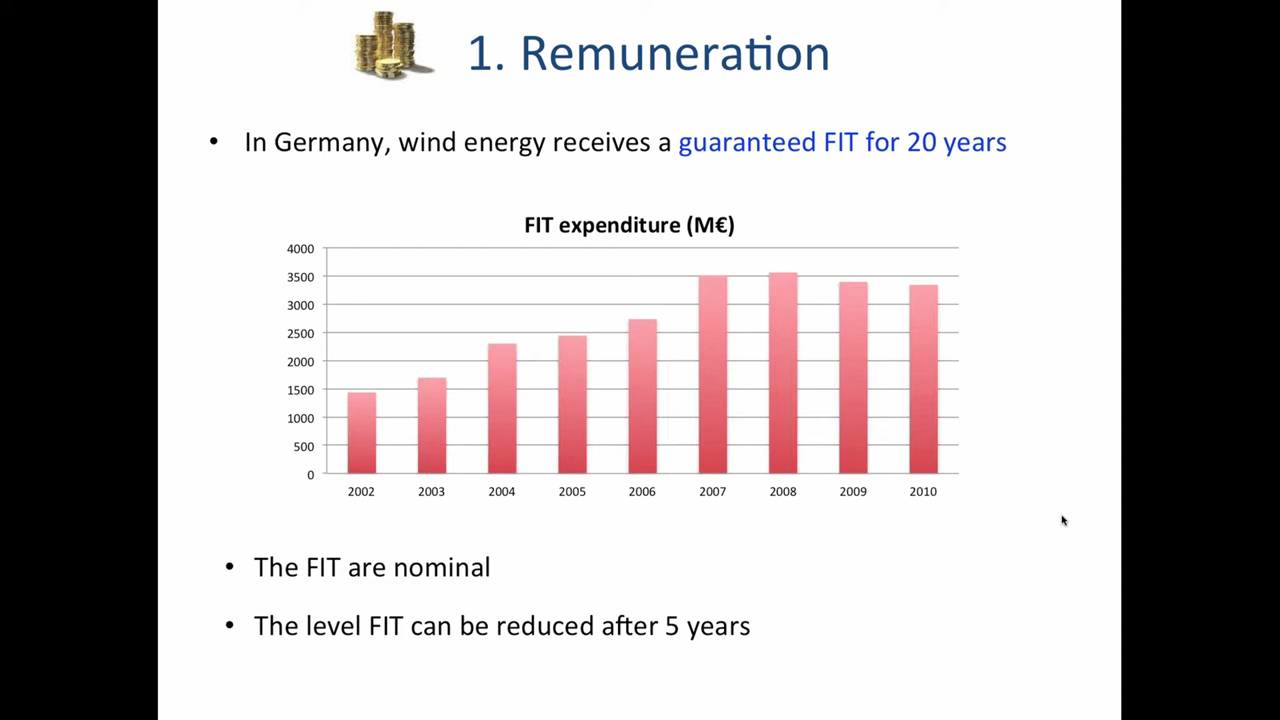 1. Remuneration
• In Germany, wind energy receives a guaranteed FIT for 20 years
FIT expenditure (M€)
4000
3500
3000
2500
2000
1500
1000
500
0
2002 2003 2004 2005 2006 2007 2008 2009 2010
• The FIT are nominal
• The level FIT can be reduced after 5 years